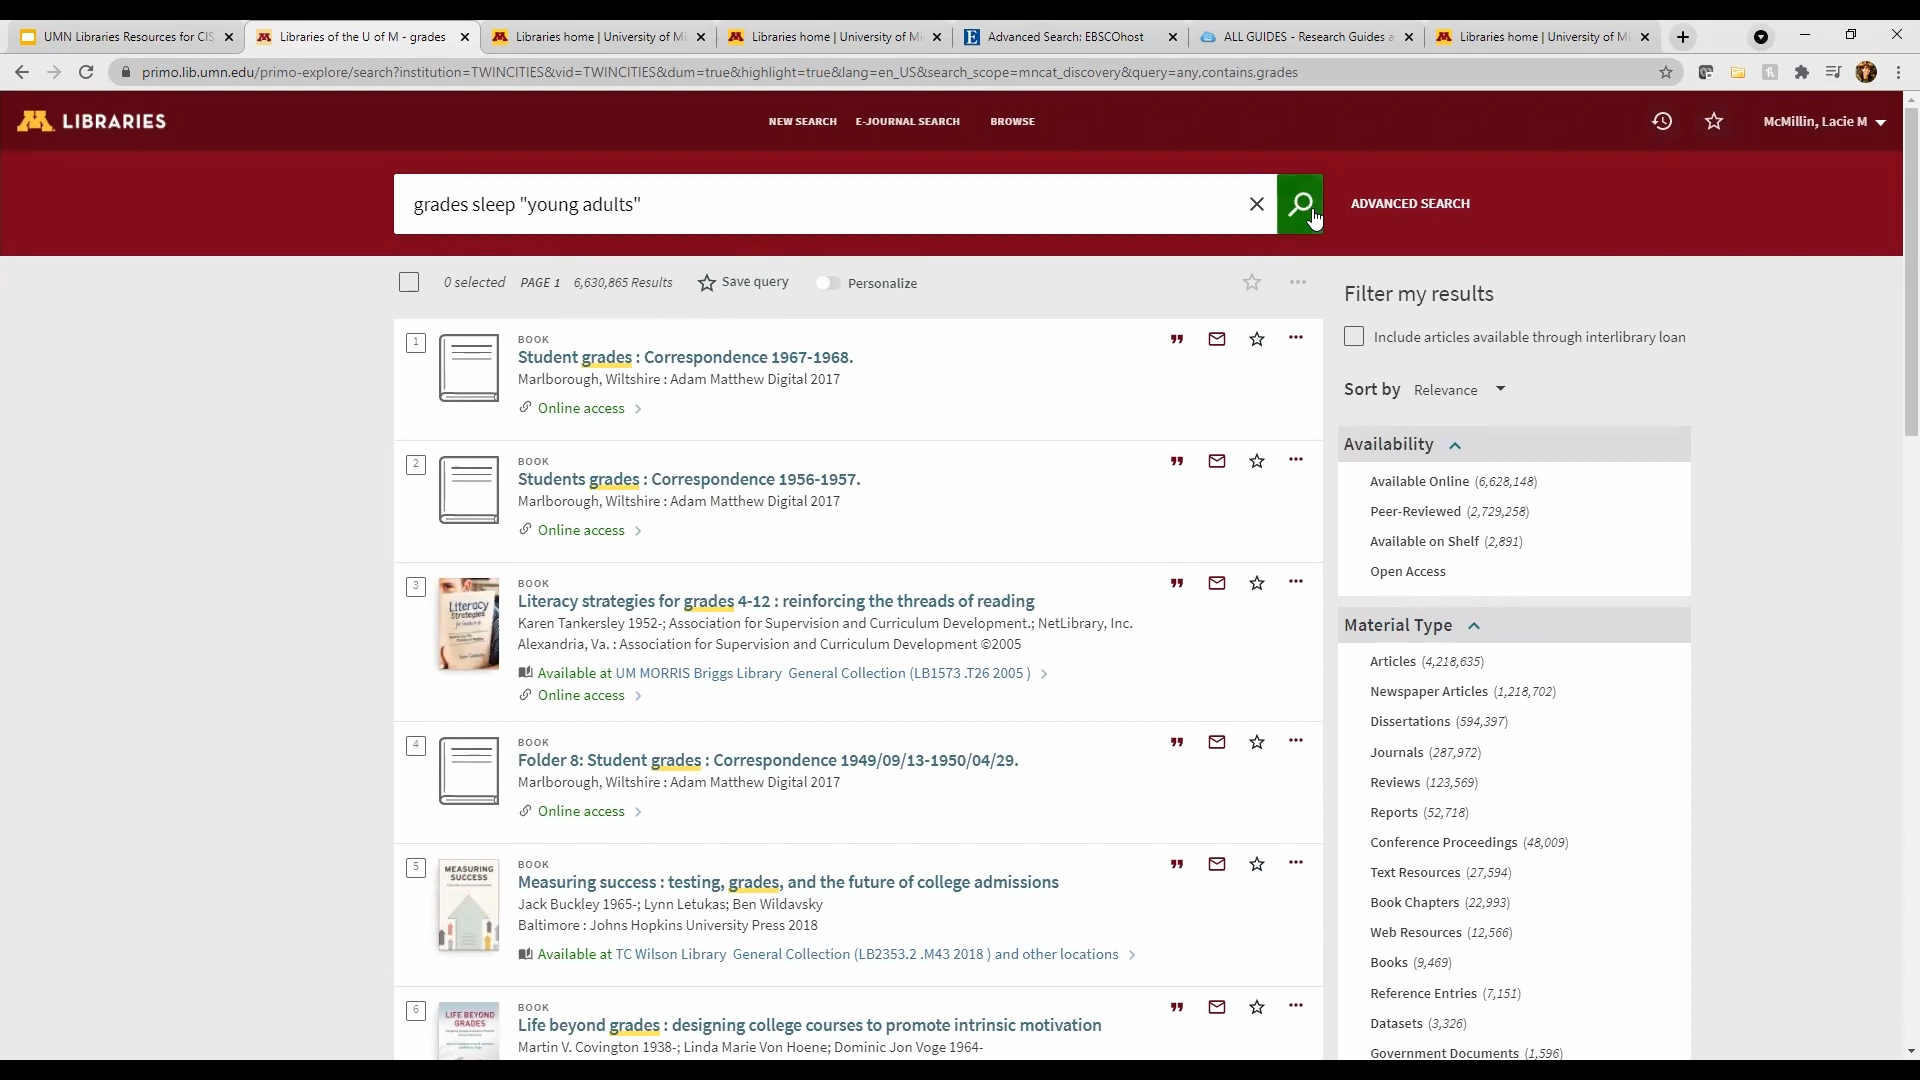 UMN Libraries Resources for CIS
Libraries of the U of M - grades
Libraries home | University of Mi
Libraries home | University of Mi
Advanced Search: EBSCOhost
ALL GUIDES - Research Guides a
Libraries home | University of Mi
primo.lib.umn.edu/primo-explore/search?institution=TWINCITIES&vid=TWINCITIES&dum=true&highlight=true&lang=en_US&search_scope=mncat_discovery&query=any,contains,grades
LIBRARIES
NEW SEARCH
E-JOURNAL SEARCH
BROWSE
McMillin, Lacie M
grades sleep "young adults"
ADVANCED SEARCH
0 selected PAGE 1 6,630,865 Results Save query Personalize
1
BOOK
Student grades : Correspondence 1967-1968.
Marlborough, Wiltshire : Adam Matthew Digital 2017
Online access
2
BOOK
Students grades : Correspondence 1956-1957.
Marlborough, Wiltshire : Adam Matthew Digital 2017
Online access
3
Literacy
Strategies
BOOK
Literacy strategies for grades 4-12 : reinforcing the threads of reading
Karen Tankersley 1952-; Association for Supervision and Curriculum Development.; NetLibrary, Inc.
Alexandria, Va. : Association for Supervision and Curriculum Development ©2005
Available at UM MORRIS Briggs Library General Collection (LB1573 .T26 2005 )
Online access
4
BOOK
Folder 8: Student grades : Correspondence 1949/09/13-1950/04/29.
Marlborough, Wiltshire : Adam Matthew Digital 2017
Online access
5
MEASURING
SUCCESS
BOOK
Measuring success : testing, grades, and the future of college admissions
Jack Buckley 1965-; Lynn Letukas; Ben Wildavsky
Baltimore : Johns Hopkins University Press 2018
Available at TC Wilson Library General Collection (LB2353.2 .M43 2018 ) and other locations
6
LIFE BEYOND
GRADES
BOOK
Life beyond grades : designing college courses to promote intrinsic motivation
Martin V. Covington 1938-; Linda Marie Von Hoene; Dominic Jon Voge 1964-
Filter my results
Include articles available through interlibrary loan
Sort by Relevance
Availability
Available Online (6,628,148)
Peer-Reviewed (2,729,258)
Available on Shelf (2,891)
Open Access
Material Type
Articles (4,218,635)
Newspaper Articles (1,218,702)
Dissertations (594,397)
Journals (287,972)
Reviews (123,569)
Reports (52,718)
Conference Proceedings (48,009)
Text Resources (27,594)
Book Chapters (22,993)
Web Resources (12,566)
Books (9,469)
Reference Entries (7,151)
Datasets (3,326)
Government Documents (1,596)